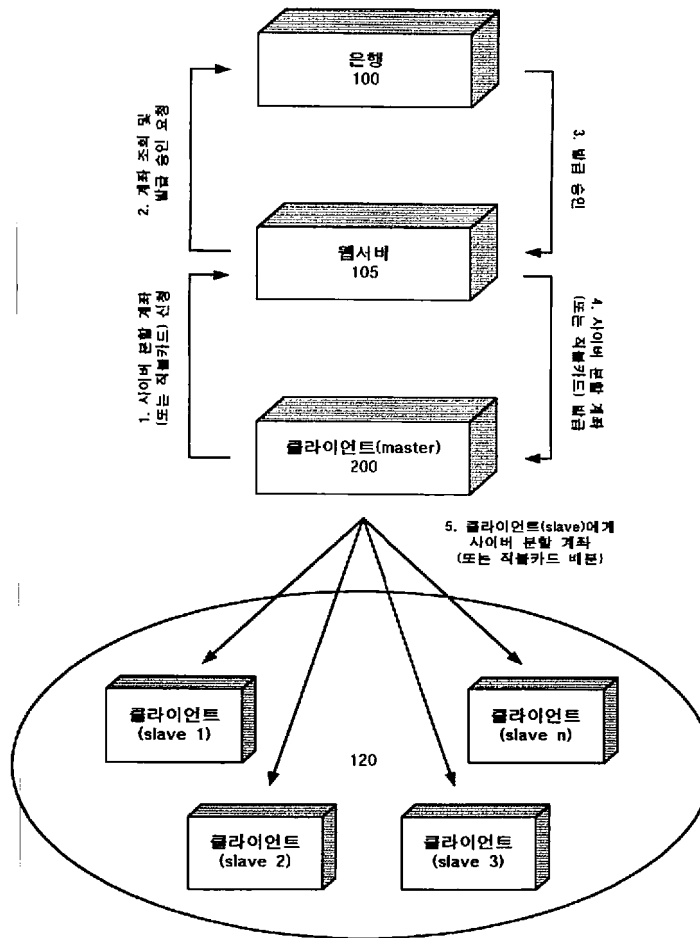 은행
100
2. 계좌 조회 및
발급 승인 요청
3. 발급 승인
웹서버
105
1. 사이버 분할 계좌
(또는 직불카드) 신청
4. 사이버 분할 계좌
(또는 직불카드) 발급
클라이언트(master)
200
5. 클라이언트(slave)에게
사이버 분할 계좌
(또는 직불카드 배분)
클라이언트
(slave 1)
클라이언트
(slave n)
120
클라이언트
(slave 2)
클라이언트
(slave 3)